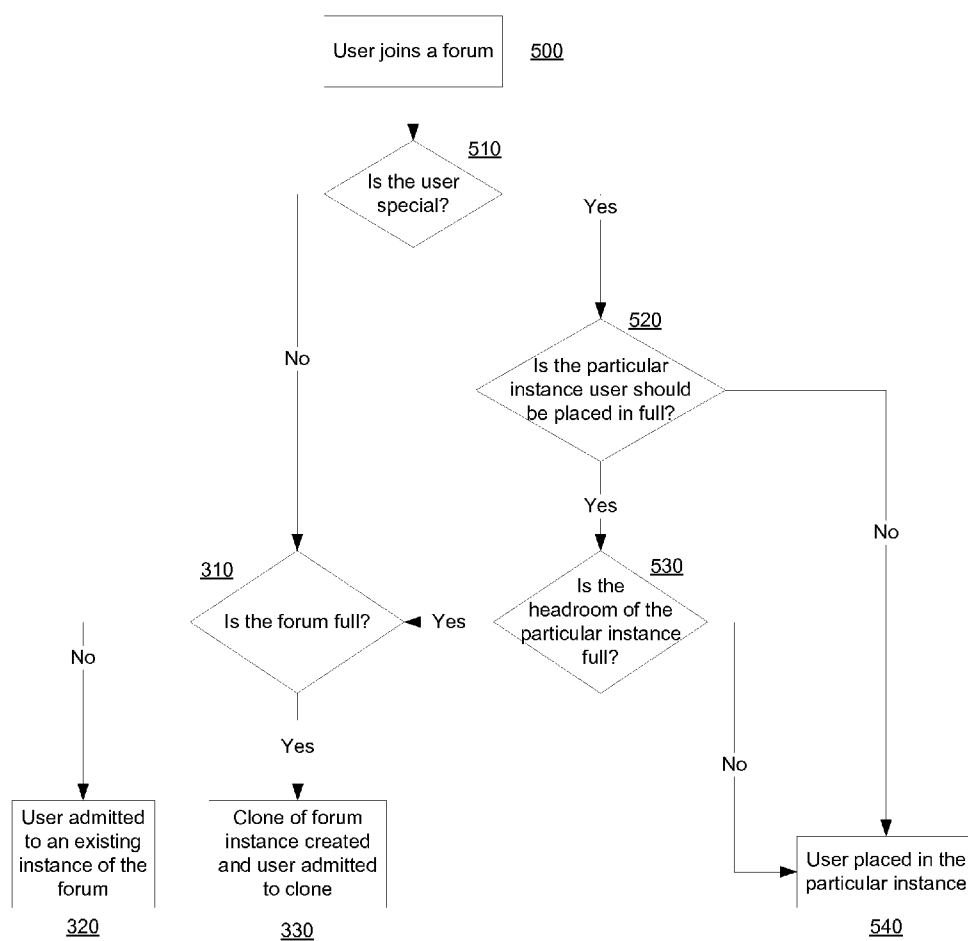 User joins a forum
500
510
Is the user
special?
Yes
No
520
Is the particular
instance user should
be placed in full?
Yes
No
310
Is the forum full?
Yes
530
Is the
headroom of the
particular instance
full?
No
Yes
No
User admitted
to an existing
instance of the
forum
320
Clone of forum
instance created
and user admitted
to clone
330
User placed in the
particular instance
540